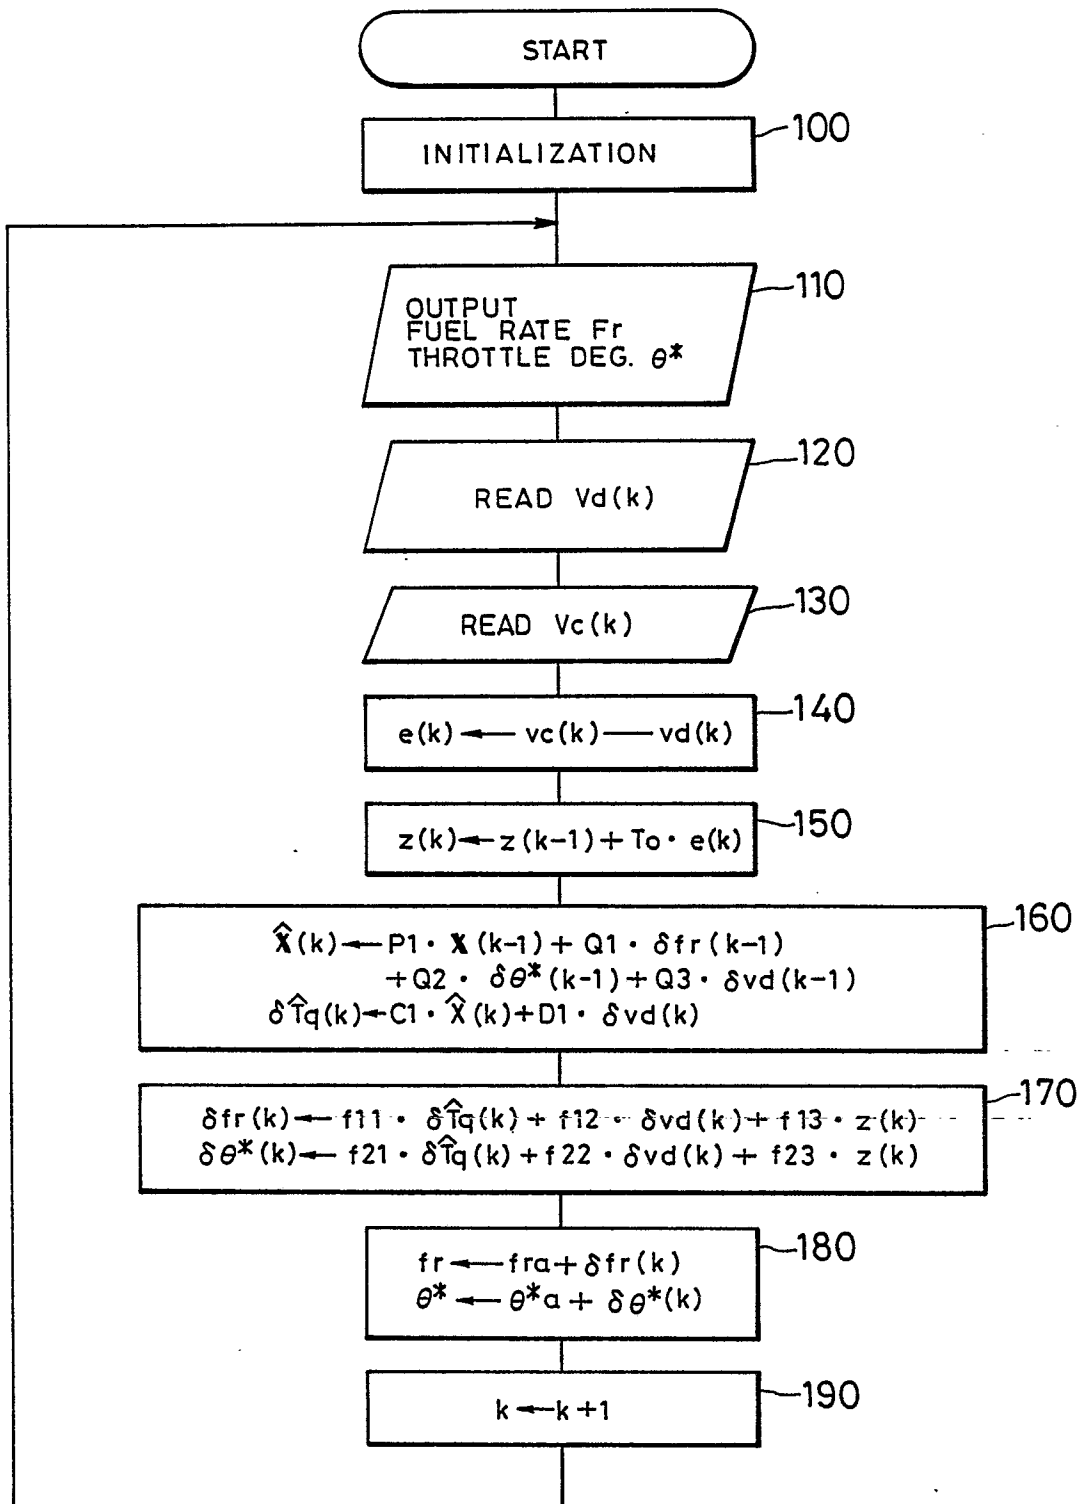 START
100
INITIALIZATION
110
OUTPUT
FUEL RATE Fr
THROTTLE DEG. θ*
120
READ Vd(k)
130
READ Vc(k)
140
e(k) ← vc(k) — vd(k)
150
z(k) ← z(k-1) + To · e(k)
160
X̂(k) ← P1 · X(k-1) + Q1 · δfr(k-1)
+ Q2 · δθ*(k-1) + Q3 · δvd(k-1)
δT̂q(k) ← C1 · X̂(k) + D1 · δvd(k)
170
δfr(k) ← f11 · δT̂q(k) + f12 · δvd(k) + f13 · z(k)
δθ*(k) ← f21 · δT̂q(k) + f22 · δvd(k) + f23 · z(k)
180
fr ← fra + δfr(k)
θ* ← θ*a + δθ*(k)
190
k ← k + 1